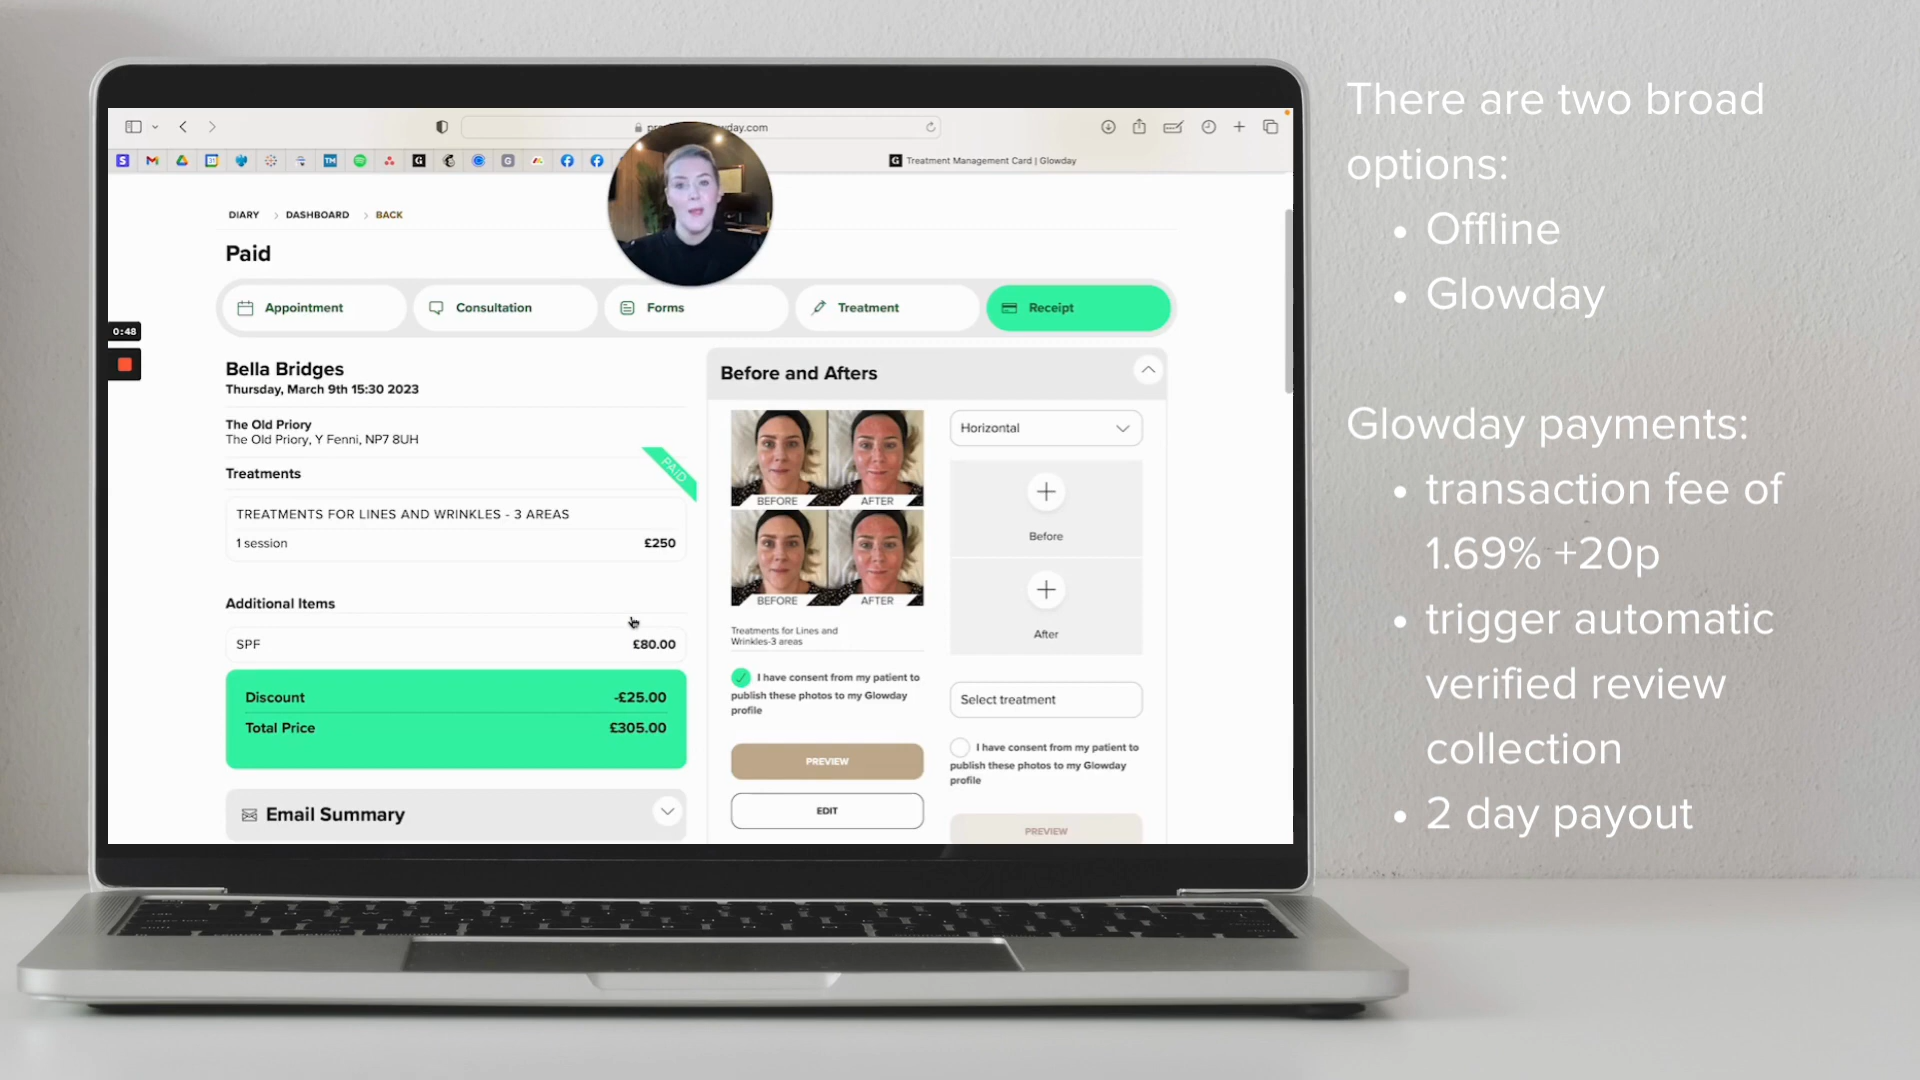 There are two broad
options:
• Offline
• Glowday
Glowday payments:
• transaction fee of
1.69% +20p
• trigger automatic
verified review
collection
• 2 day payout
day.com
Treatment Management Card | Glowday
DIARY > DASHBOARD > BACK
Paid
Appointment
Consultation
Forms
Treatment
Receipt
0:48
Bella Bridges
Thursday, March 9th 15:30 2023
The Old Priory
The Old Priory, Y Fenni, NP7 8UH
Treatments
PAID
TREATMENTS FOR LINES AND WRINKLES - 3 AREAS
1 session £250
Additional Items
SPF £80.00
Discount -£25.00
Total Price £305.00
Email Summary
Before and Afters
BEFORE AFTER
BEFORE AFTER
Treatments for Lines and
Wrinkles-3 areas
I have consent from my patient to
publish these photos to my Glowday
profile
PREVIEW
EDIT
Horizontal
Before
After
Select treatment
I have consent from my patient to
publish these photos to my Glowday
profile
PREVIEW